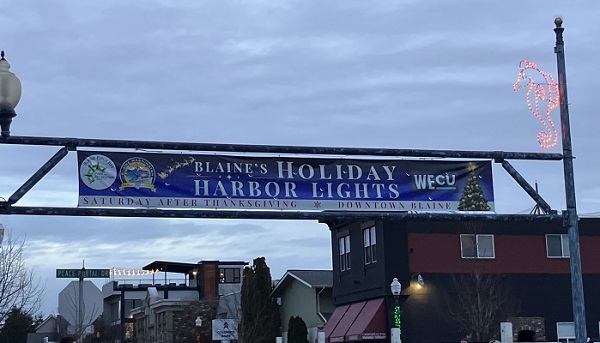 BLAINE'S HOLIDAY
HARBOR LIGHTS
WECU
SATURDAY AFTER THANKSGIVING
DOWNTOWN BLAINE
PEACE PORTAL DR